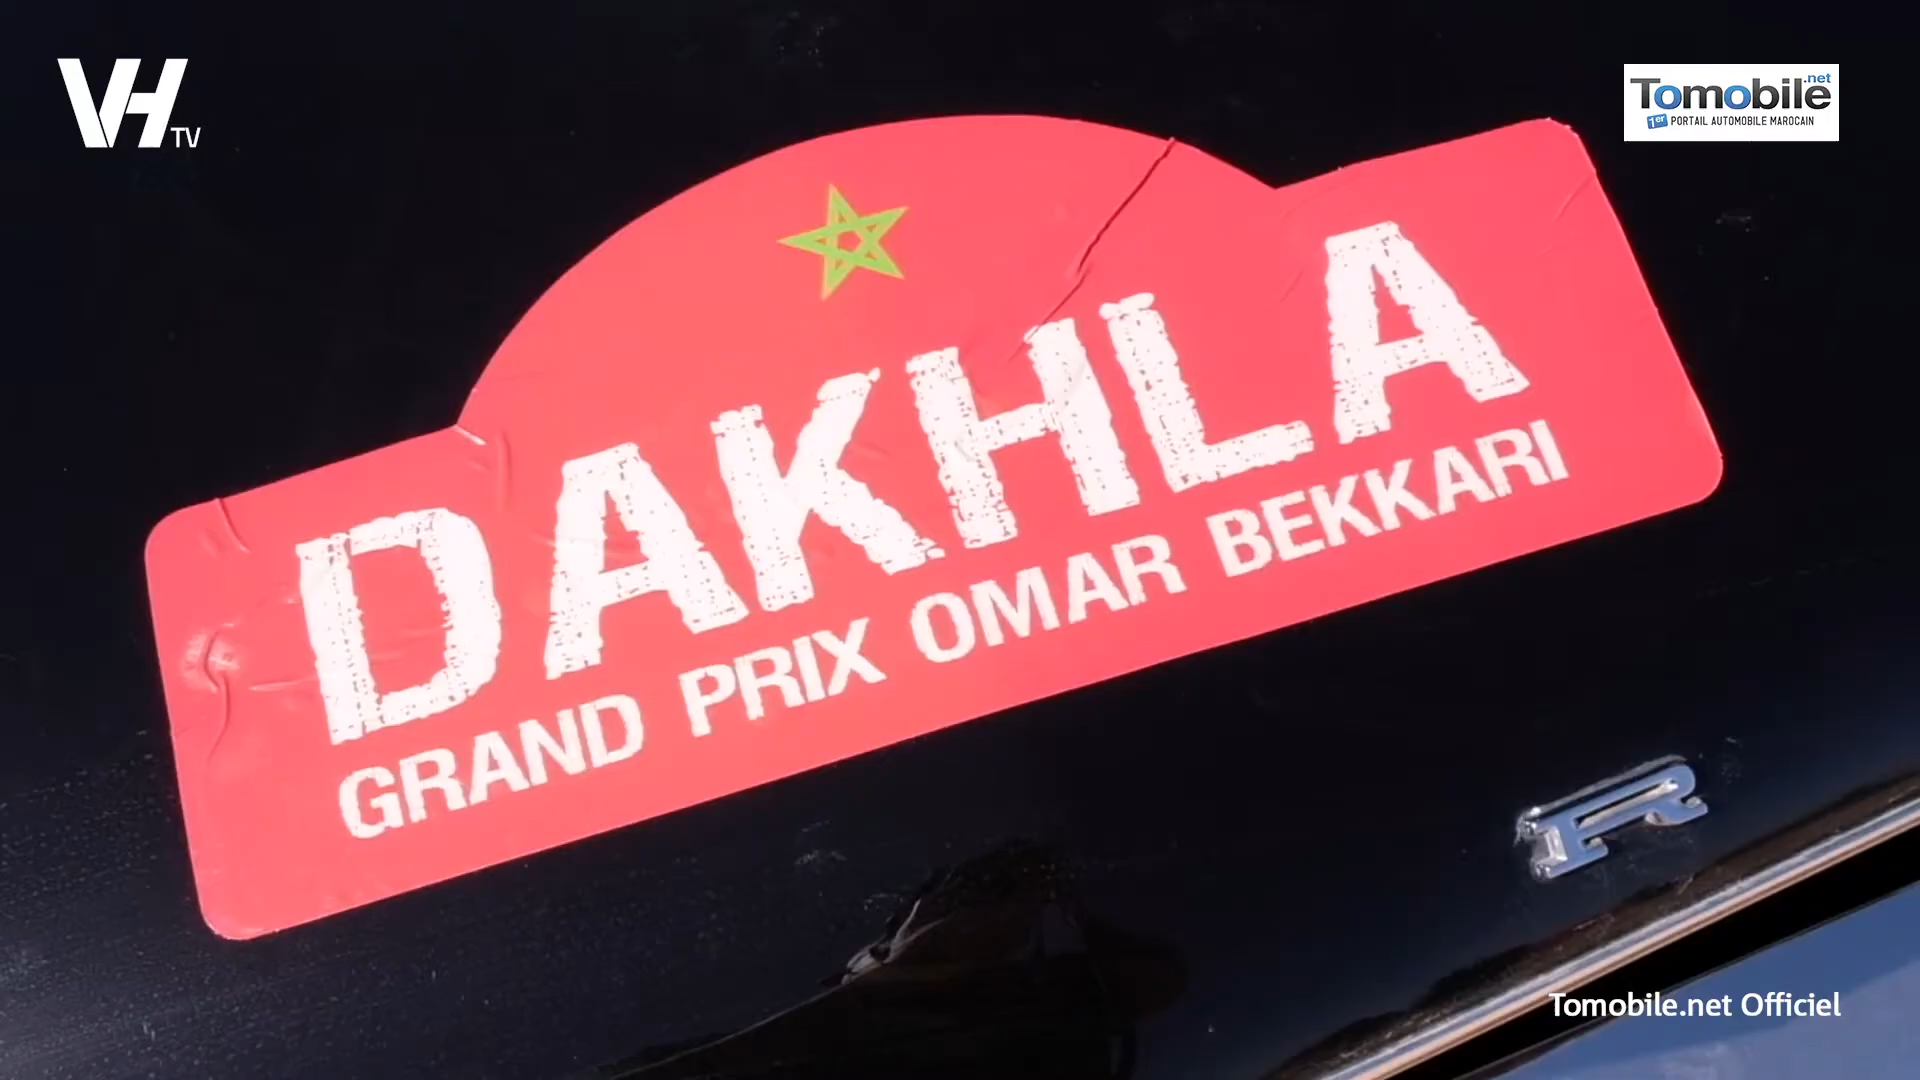 VH TV
Tomobile.net
1er PORTAIL AUTOMOBILE MAROCAIN
DAKHLA
GRAND PRIX OMAR BEKKARI
R
Tomobile.net Officiel